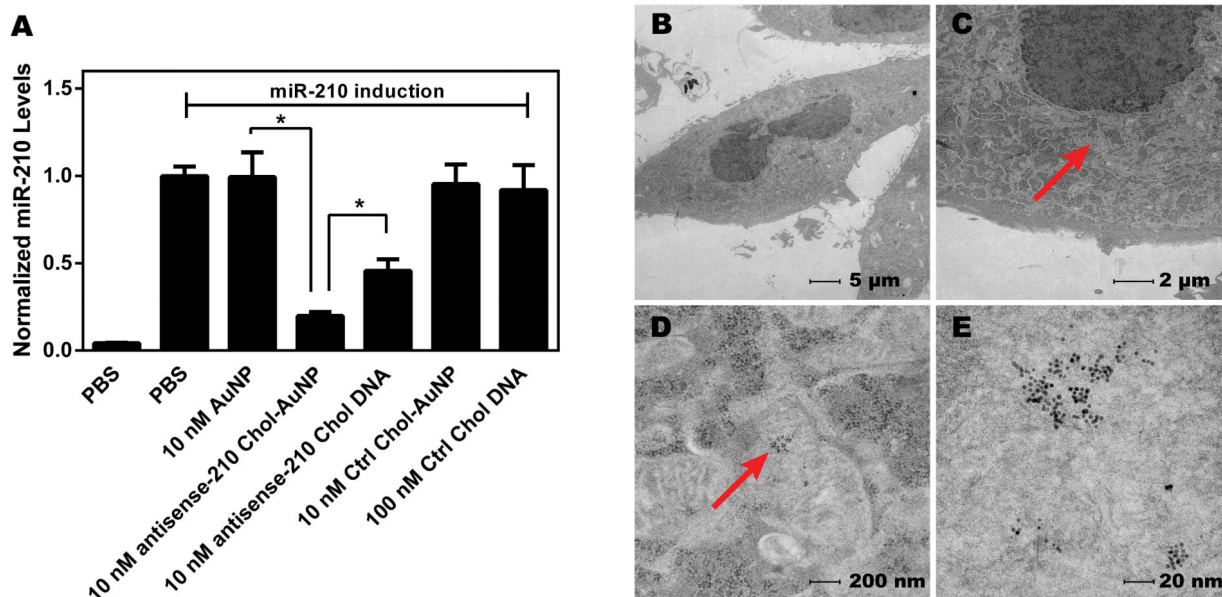 A
Normalized miR-210 Levels
1.5
1.0
0.5
0.0
miR-210 induction
*
*
PBS
PBS
10 nM AuNP
10 nM antisense-210 Chol-AuNP
10 nM antisense-210 Chol DNA
10 nM Ctrl Chol-AuNP
100 nM Ctrl Chol DNA
B
5 µm
C
2 µm
D
200 nm
E
20 nm